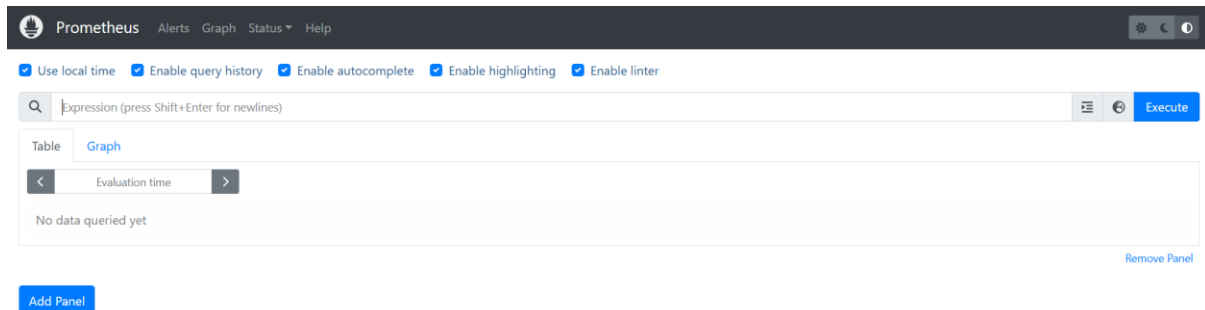 Prometheus Alerts Graph Status Help
Use local time Enable query history Enable autocomplete Enable highlighting Enable linter
Expression (press Shift+Enter for newlines) Execute
Table Graph
Evaluation time
No data queried yet
Remove Panel
Add Panel